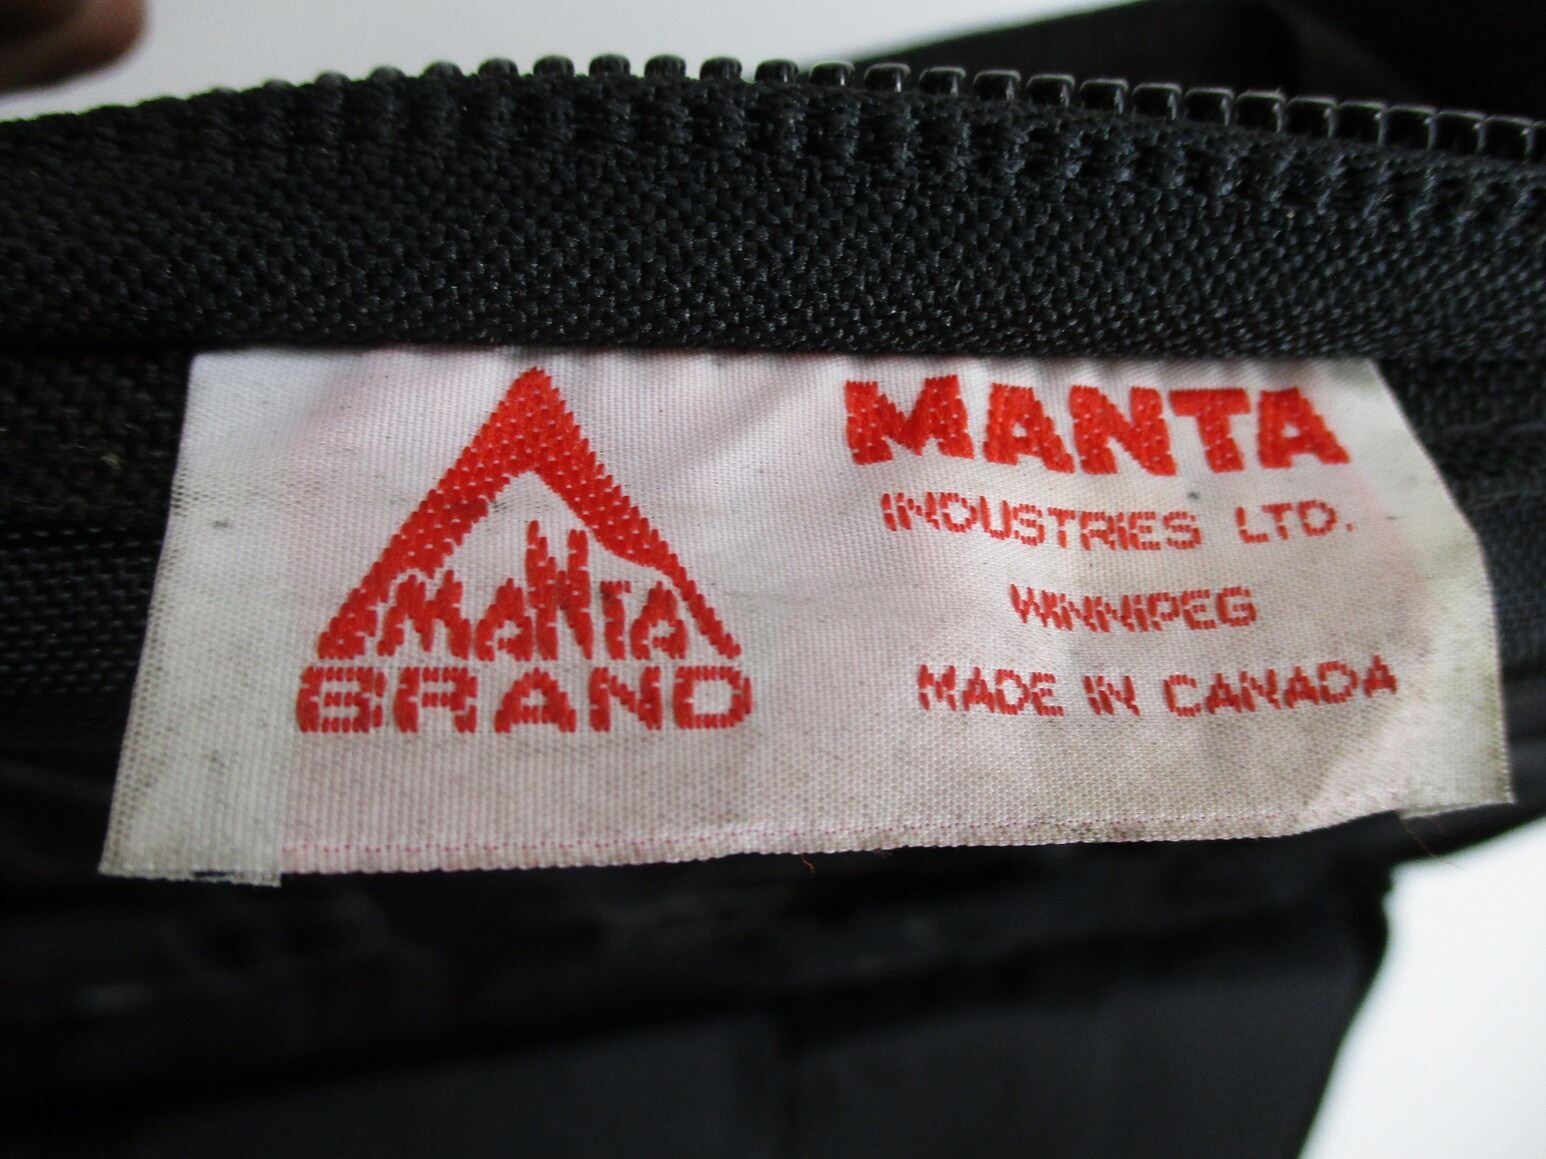 MANTA
BRAND
MANTA
INDUSTRIES LTD.
WINNIPEG
MADE IN CANADA